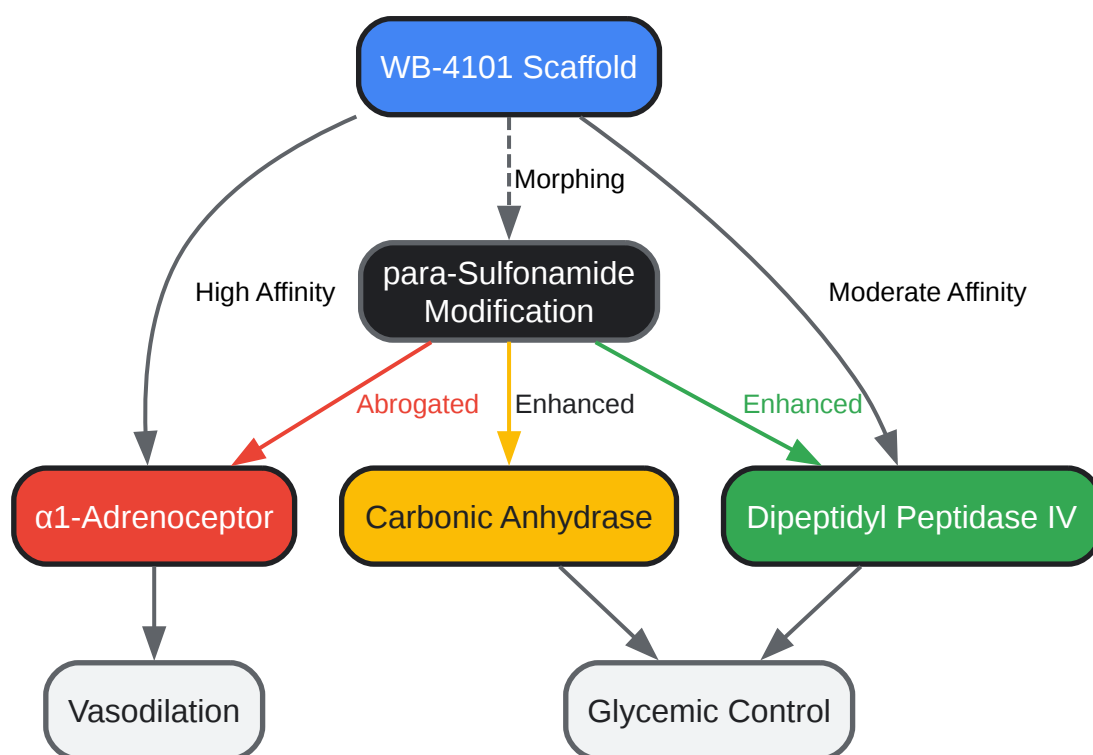 WB-4101 Scaffold
Morphing
para-Sulfonamide
Modification
High Affinity
Moderate Affinity
Abrogated
Enhanced
Enhanced
α1-Adrenoceptor
Carbonic Anhydrase
Dipeptidyl Peptidase IV
Vasodilation
Glycemic Control